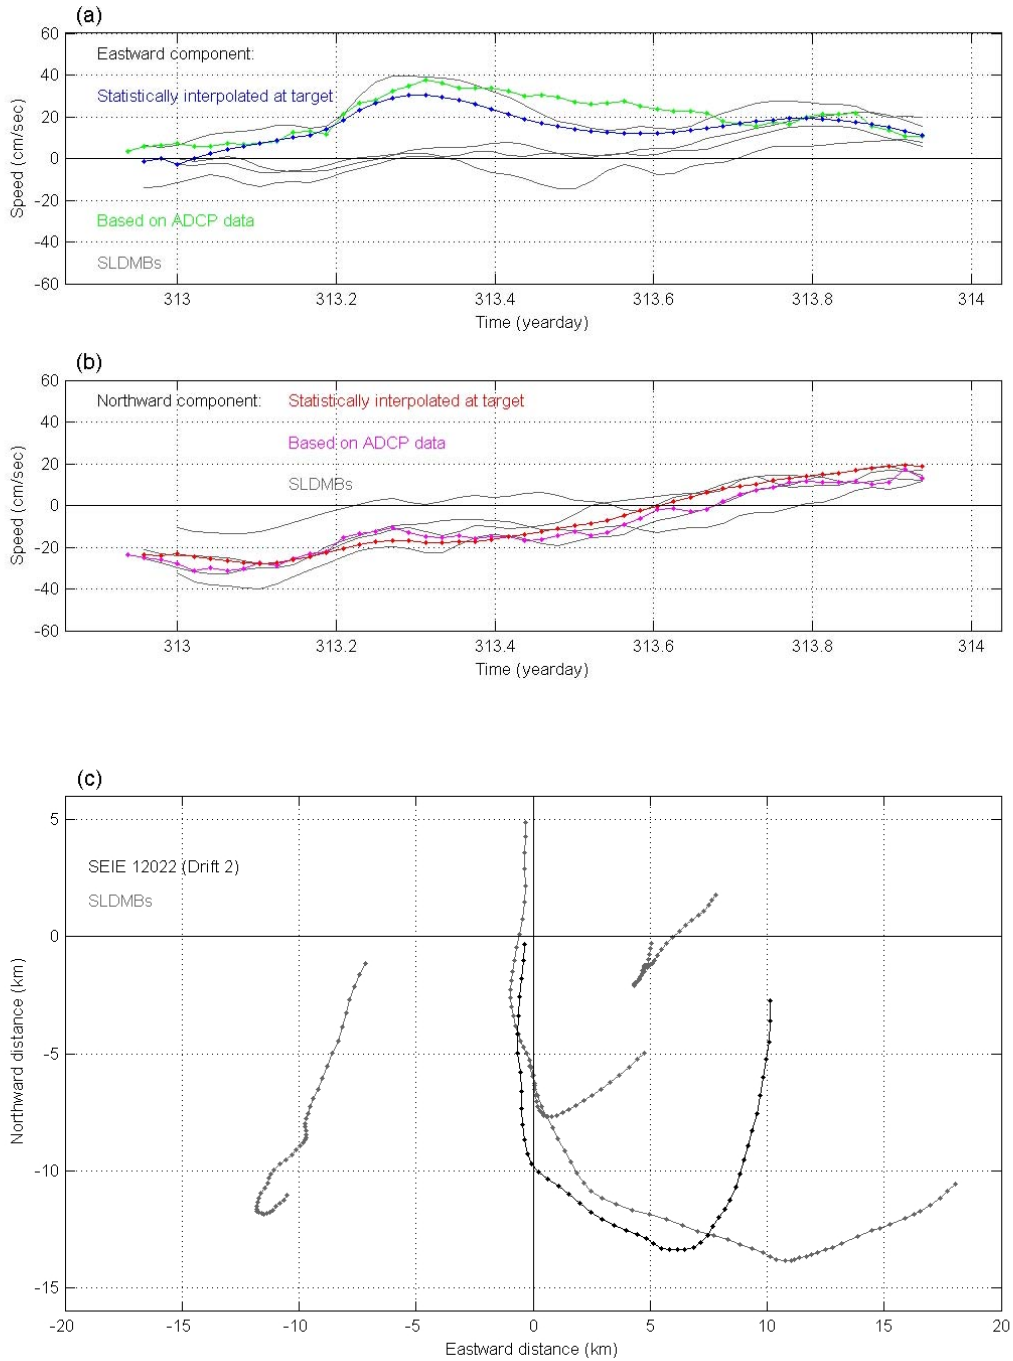 (a)
60
40
20
0
-20
-40
-60
Speed (cm/sec)
Eastward component:
Statistically interpolated at target
Based on ADCP data
SLDMBs
313 313.2 313.4 313.6 313.8 314
Time (yearday)
(b)
60
40
20
0
-20
-40
-60
Speed (cm/sec)
Northward component: Statistically interpolated at target
Based on ADCP data
SLDMBs
313 313.2 313.4 313.6 313.8 314
Time (yearday)
(c)
5
0
-5
-10
-15
Northward distance (km)
SEIE 12022 (Drift 2)
SLDMBs
-20 -15 -10 -5 0 5 10 15 20
Eastward distance (km)